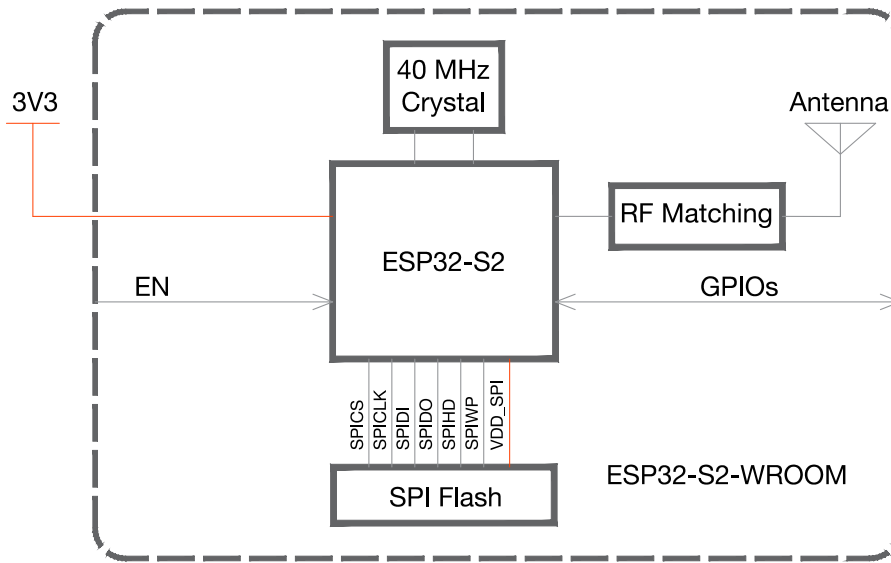 40 MHz
Crystal
3V3
Antenna
RF Matching
ESP32-S2
EN
GPIOs
SPICS
SPICLK
SPIDI
SPIDO
SPIHD
SPIWP
VDD_SPI
ESP32-S2-WROOM
SPI Flash